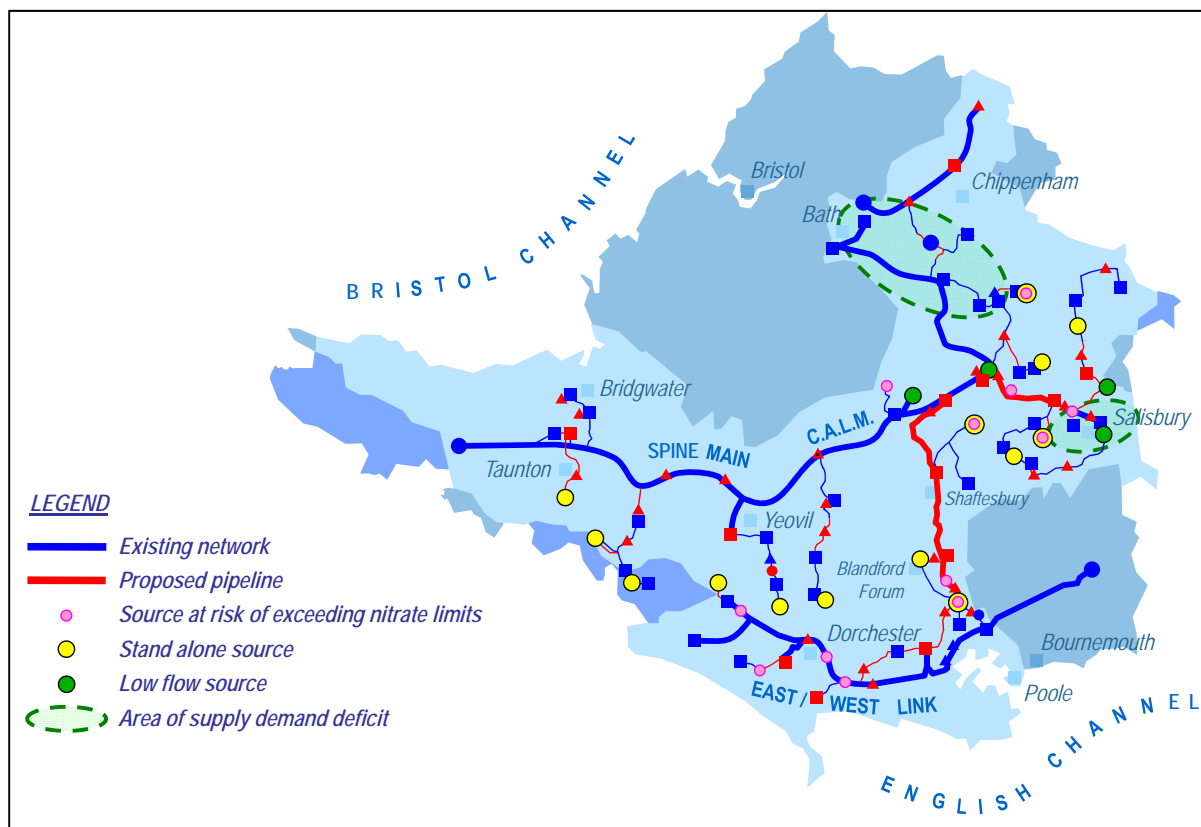 BRISTOL CHANNEL
Bristol
Chippenham
Bath
Bridgwater
Salisbury
C.A.L.M.
SPINE MAIN
Taunton
Shaftesbury
Yeovil
LEGEND
Existing network
Proposed pipeline
Source at risk of exceeding nitrate limits
Stand alone source
Low flow source
Area of supply demand deficit
Blandford
Forum
Dorchester
Bournemouth
Poole
EAST/ WEST LINK
ENGLISH CHANNEL